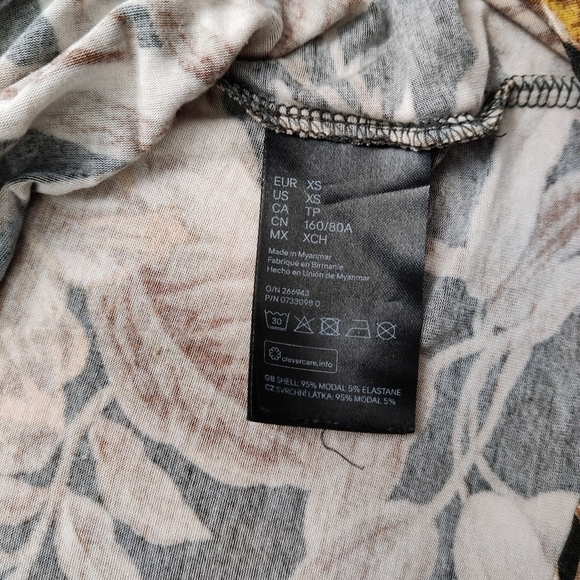 EUR XS
US XS
CA TP
CN 160/80A
MX XCH
Made in Myanmar
Fabriqué en Birmanie
Hecho en Unión de Myanmar
O/N 266943
P/N 0733098 0
30
clevercare.info
GB SHELL: 95% MODAL 5% ELASTANE
CZ SVRCHNÍ LÁTKA: 95% MODAL 5%